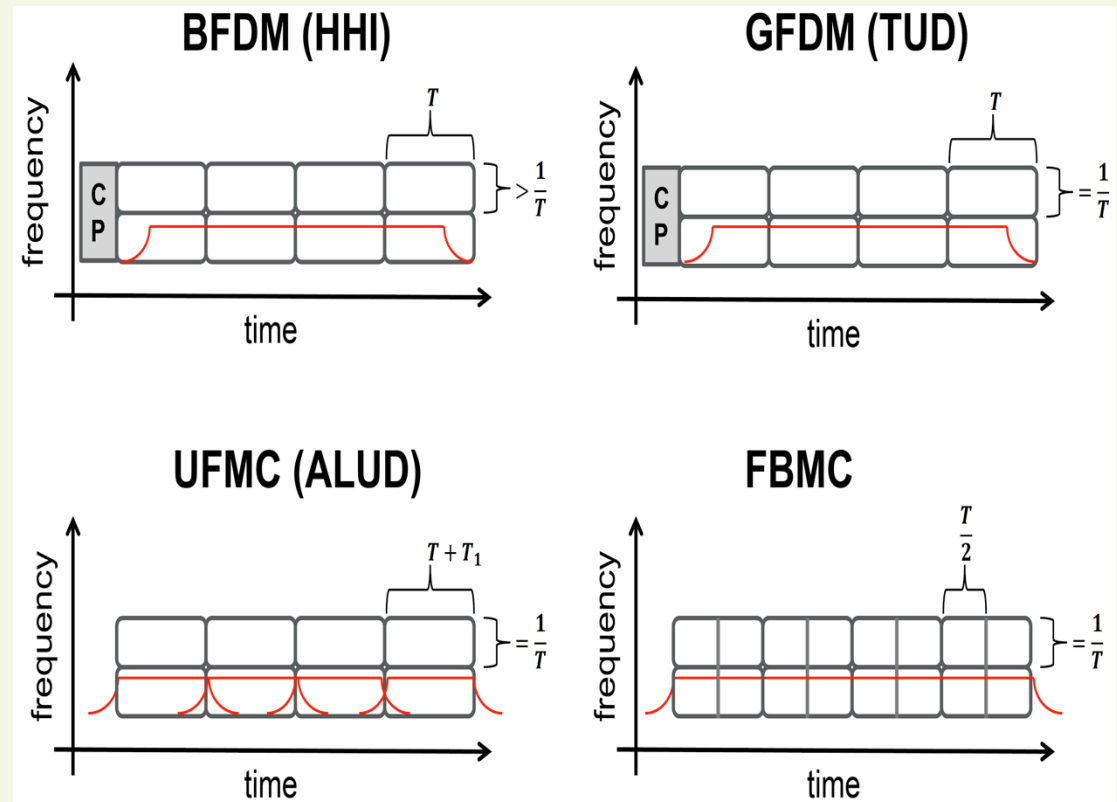 BFDM (HHI)
T
C
P
> 1/T
frequency
time
GFDM (TUD)
T
C
P
= 1/T
frequency
time
UFMC (ALUD)
T + T₁
= 1/T
frequency
time
FBMC
T/2
= 1/T
frequency
time